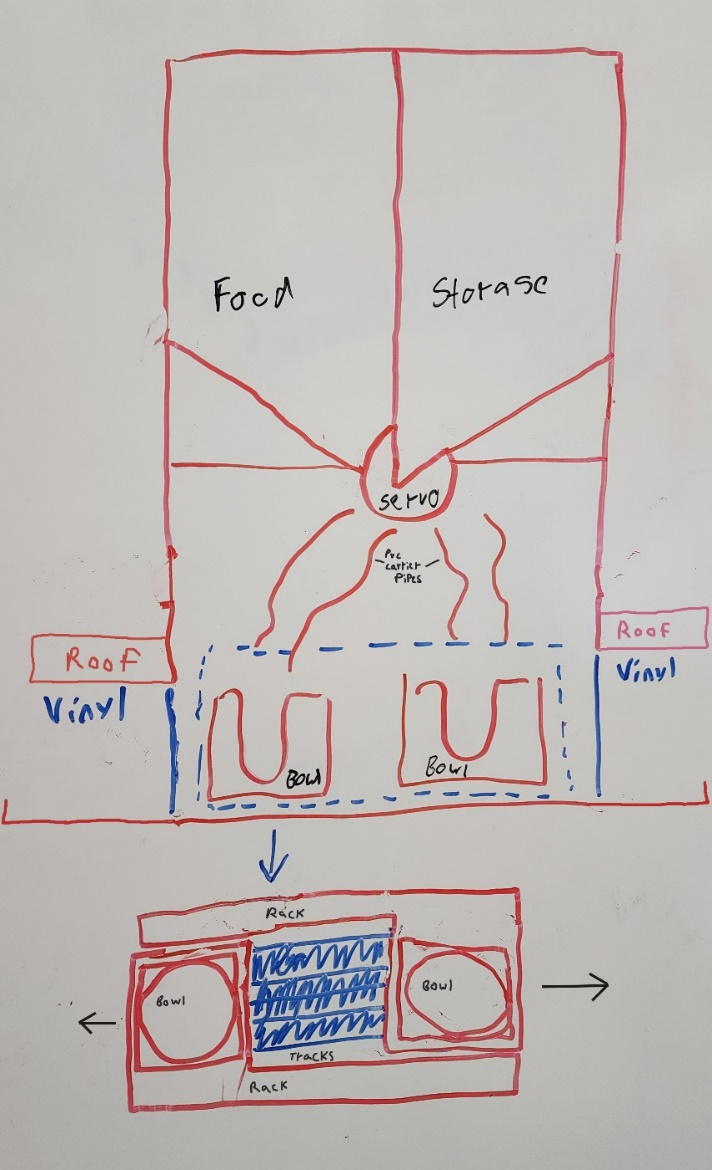 Food
Storage
servo
PVC
carrier
PiPes
Roof
Roof
Vinyl
Vinyl
Bowl
Bowl
Rack
Bowl
Bowl
Tracks
Rack